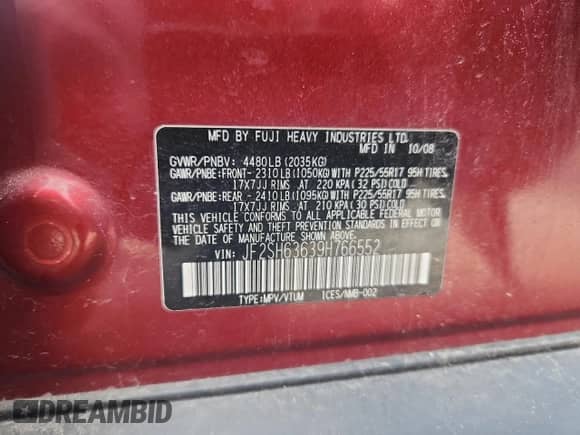 MFD BY FUJI HEAVY INDUSTRIES LTD.
MFD IN 10/08
GVWR/PNBV: 4480LB(2035KG)
GAWR/PNBE:FRONT- 2310LB(1050KG)WITH P225/55R17 95H TIRES,
17X7JJ RIMS AT 220 KPA(32 PSI)COLD
GAWR/PNBE:REAR - 2410LB(1095KG)WITH P225/55R17 95H TIRES,
17X7JJ RIMS AT 210 KPA(30 PSI)COLD
THIS VEHICLE CONFORMS TO ALL APPLICABLE FEDERAL MOTOR
VEHICLE SAFETY STANDARDS IN EFFECT ON
THE DATE OF MANUFACTURE SHOWN ABOVE.
VIN: JF2SH63639H766552
TYPE:MPV/VTUM ICES/NMB-002
DREAMBID